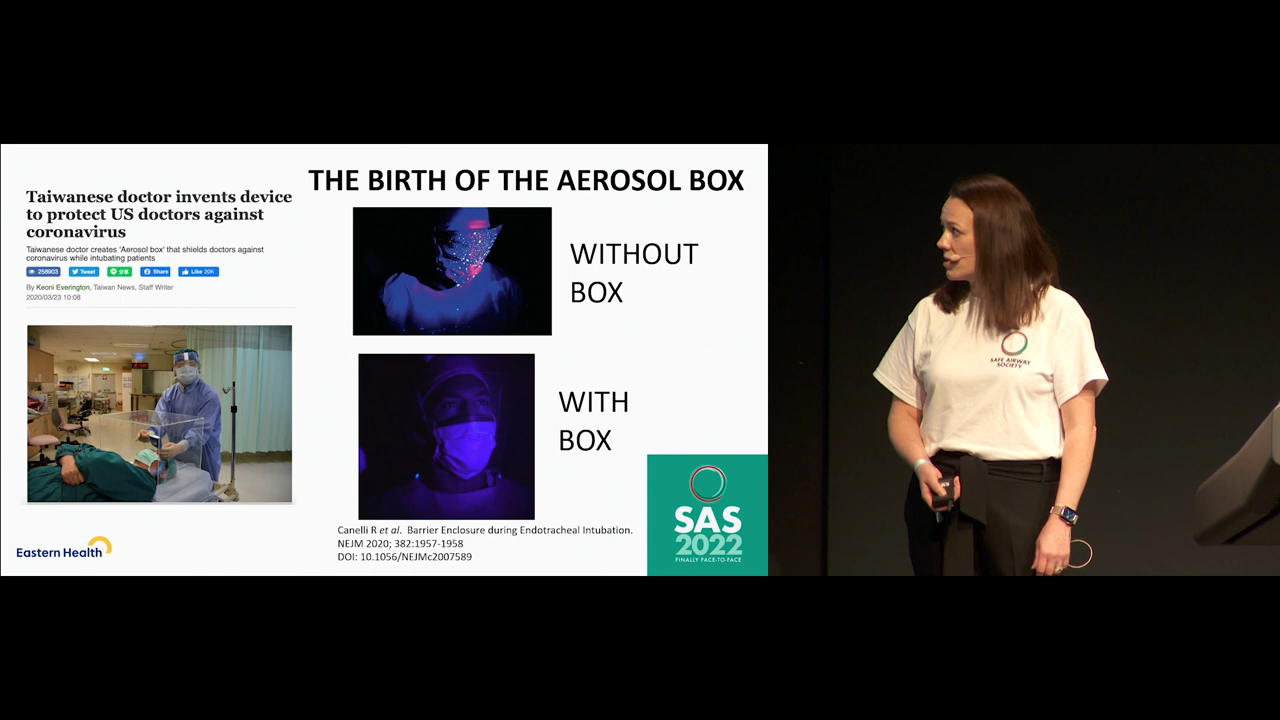 THE BIRTH OF THE AEROSOL BOX
Taiwanese doctor invents device
to protect US doctors against
coronavirus
Taiwanese doctor creates 'Aerosol box' that shields doctors against
coronavirus while intubating patients
258903
Tweet
分享
Share
Like 20K
By Keoni Everington, Taiwan News, Staff Writer
2020/03/23 10:08
WITHOUT
BOX
WITH
BOX
Canelli R et al. Barrier Enclosure during Endotracheal Intubation.
NEJM 2020; 382:1957-1958
DOI: 10.1056/NEJMc2007589
Eastern Health
SAS
2022
FINALLY FACE-TO-FACE
SAFE AIRWAY
SOCIETY